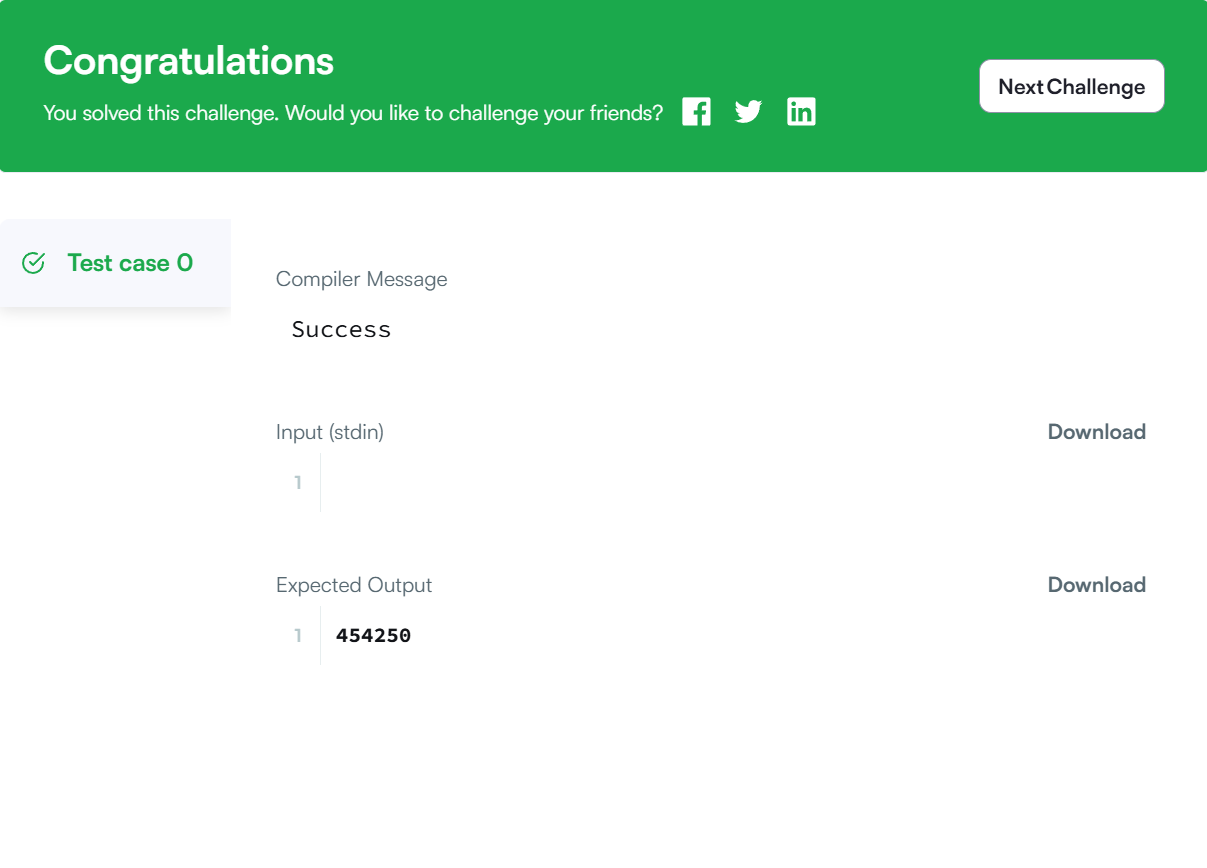 Congratulations
You solved this challenge. Would you like to challenge your friends?
Next Challenge
Test case 0
Compiler Message
Success
Input (stdin)
Download
1
Expected Output
Download
1
454250